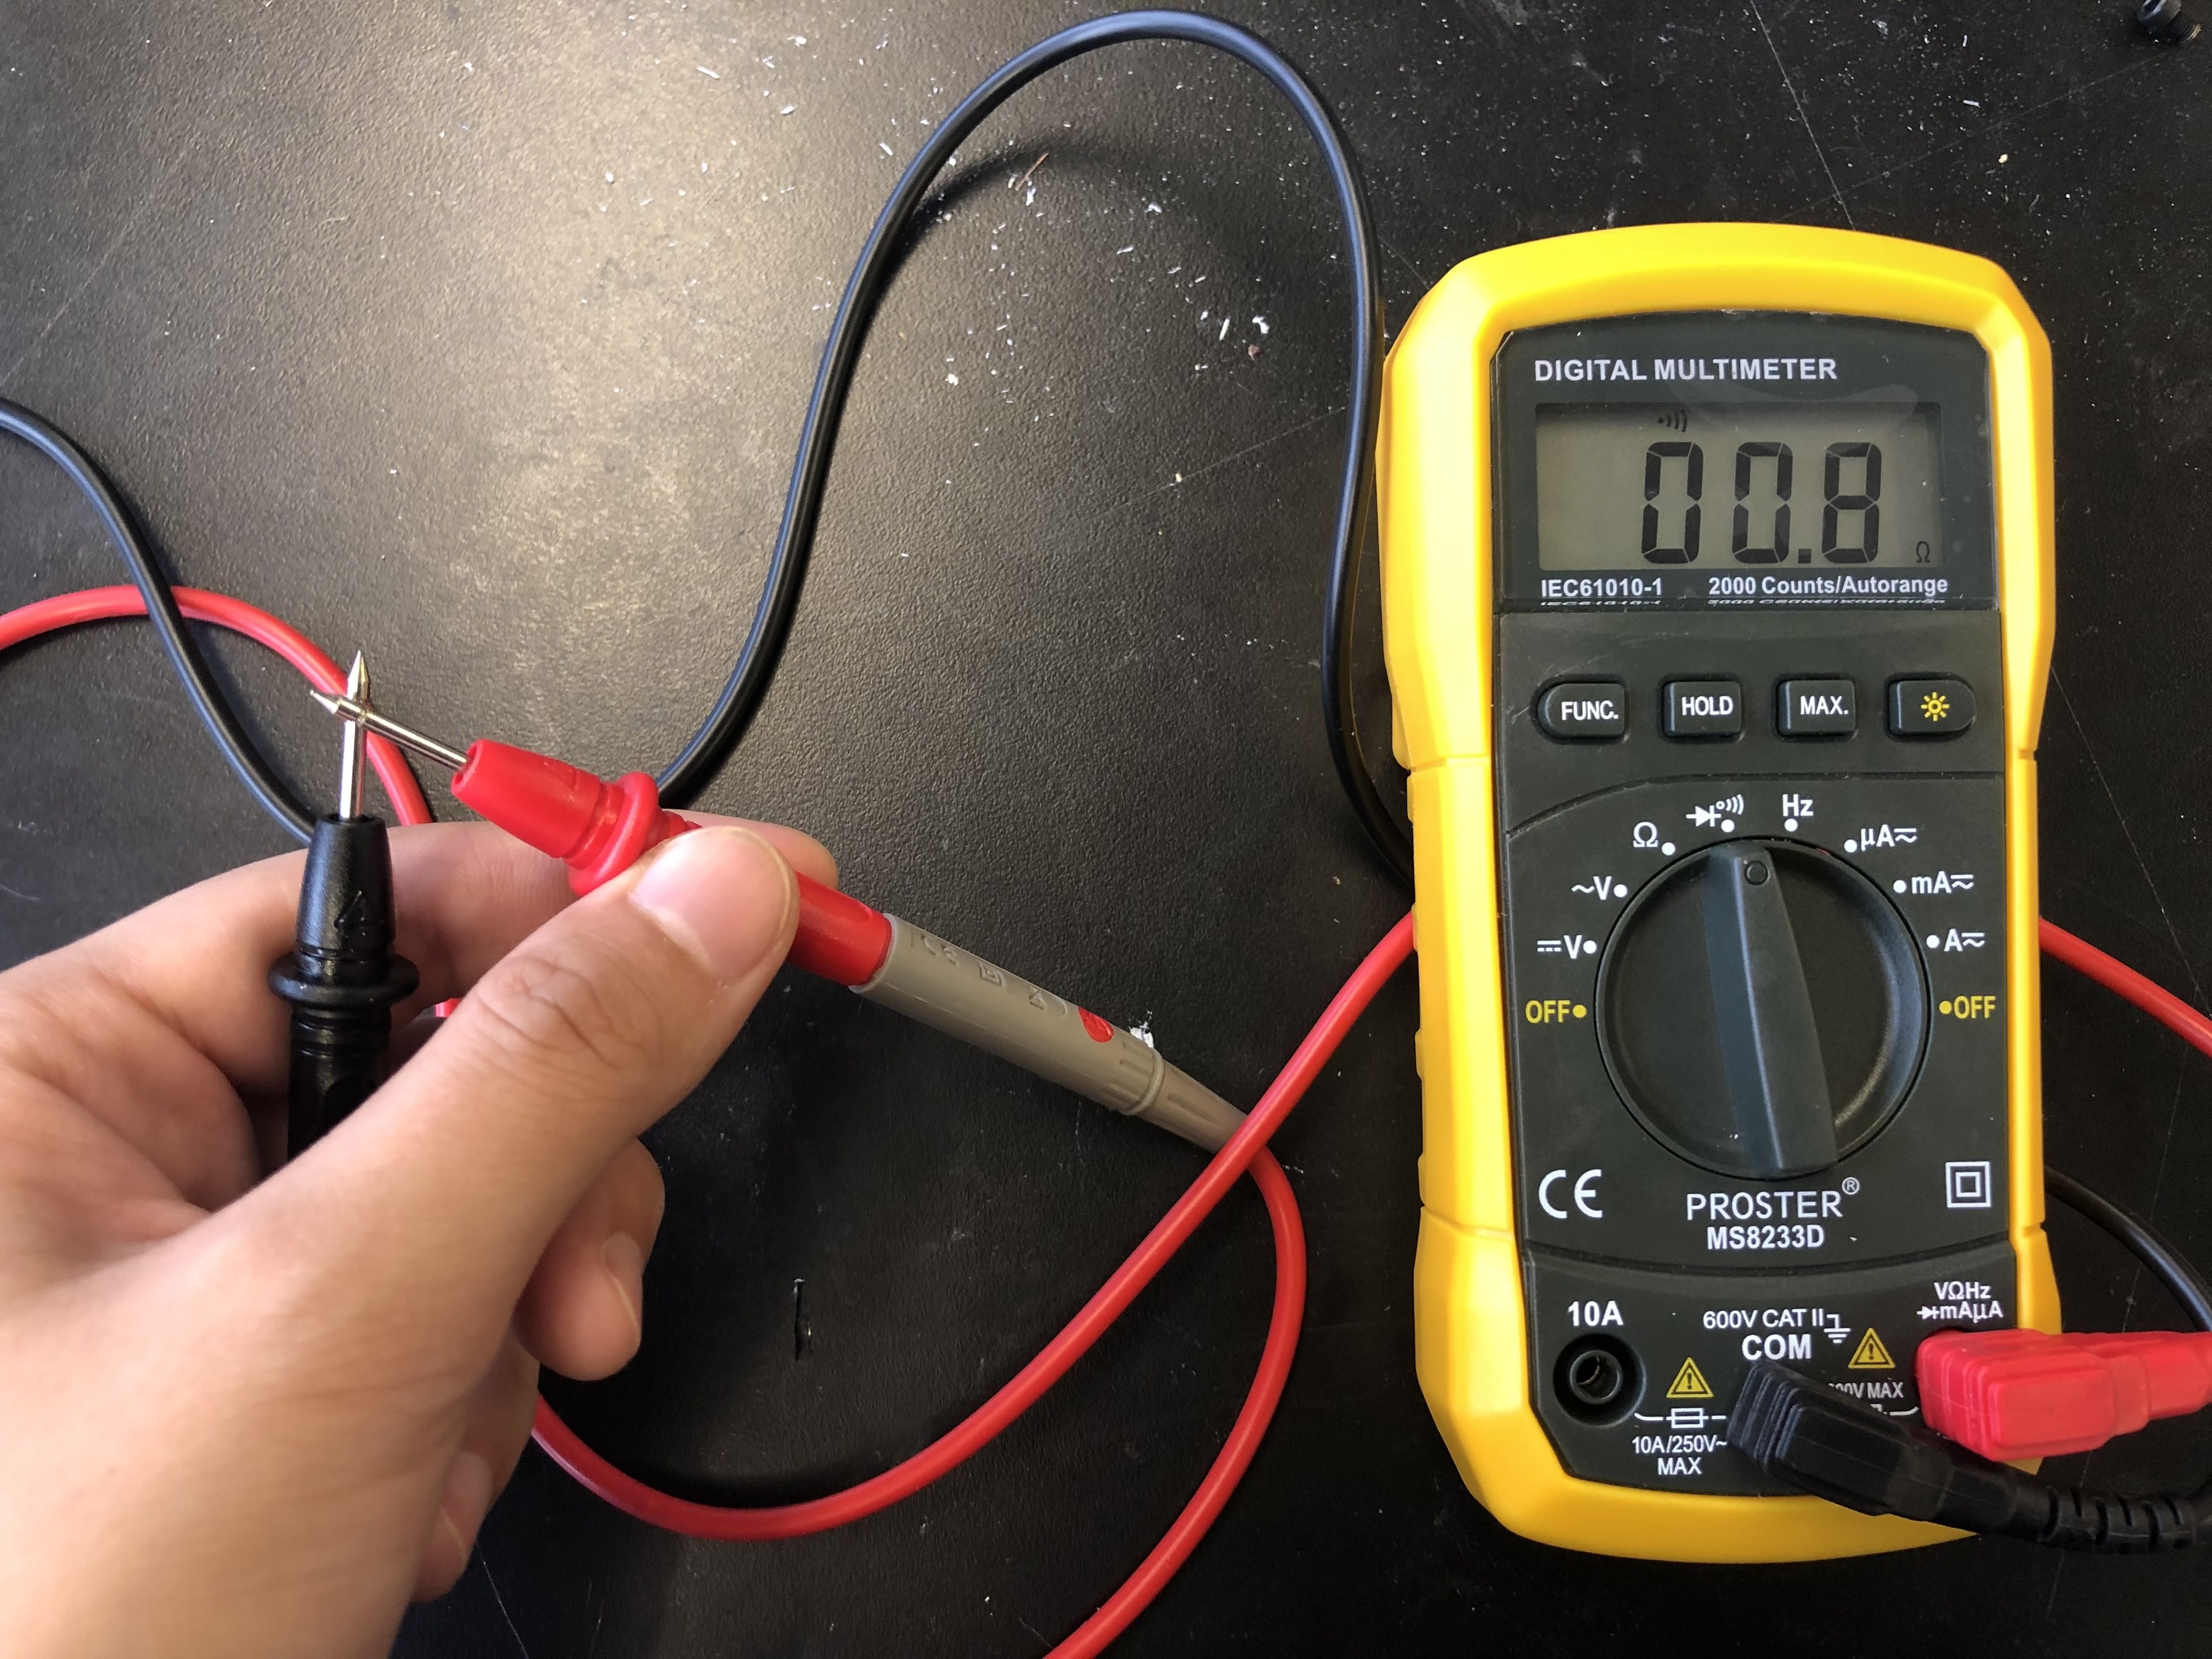 DIGITAL MULTIMETER
00.8 Ω
IEC61010-1 2000 Counts/Autorange
FUNC. HOLD MAX.
Hz
Ω
μA
~V
mA
V
A
OFF OFF
CE
PROSTER®
MS8233D
VΩHz
mAμA
10A
600V CAT II
COM
MAX
10A/250V~
MAX